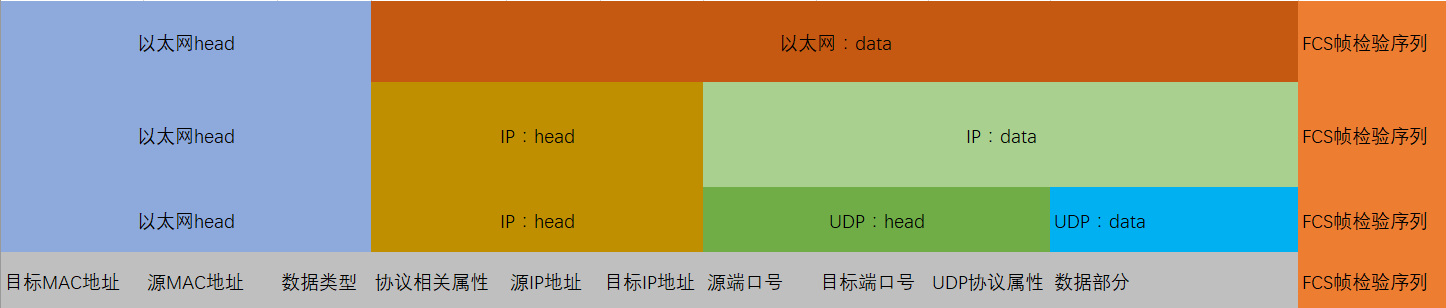 以太网head 以太网：data FCS帧检验序列
以太网head IP：head IP：data FCS帧检验序列
以太网head IP：head UDP：head UDP：data FCS帧检验序列
目标MAC地址 源MAC地址 数据类型 协议相关属性 源IP地址 目标IP地址 源端口号 目标端口号 UDP协议属性 数据部分 FCS帧检验序列